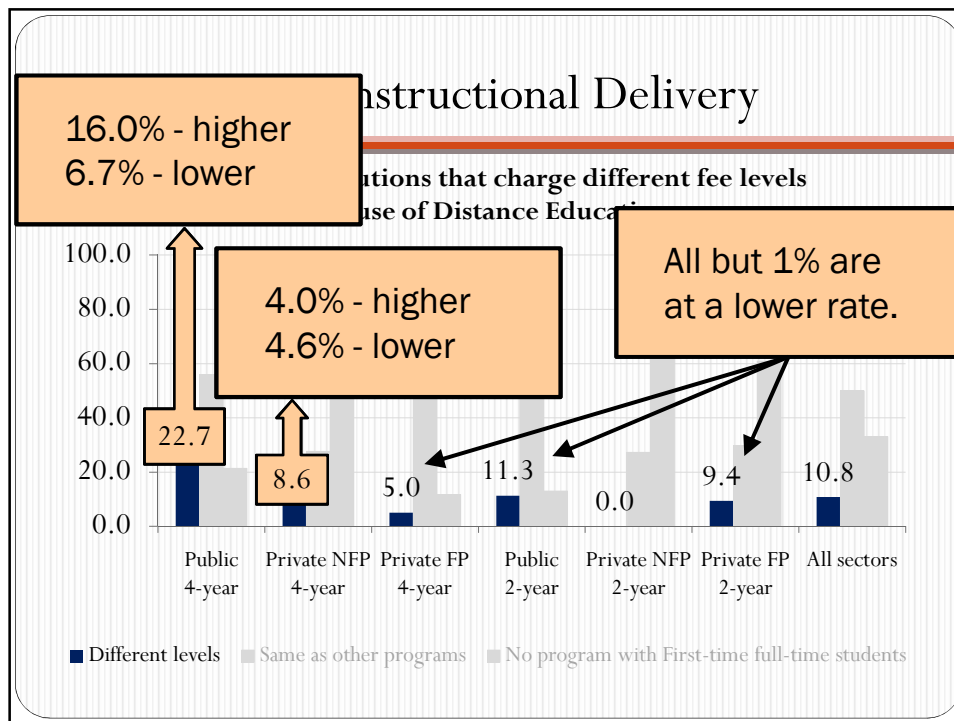 nstructional Delivery
16.0% - higher
6.7% - lower
utions that charge different fee levels
use of Distance Educati
All but 1% are
at a lower rate.
4.0% - higher
4.6% - lower
100.0
80.0
60.0
40.0
20.0
0.0
22.7
8.6
5.0
11.3
0.0
9.4
10.8
Public
4-year
Private NFP
4-year
Private FP
4-year
Public
2-year
Private NFP
2-year
Private FP
2-year
All sectors
Different levels
Same as other programs
No program with First-time full-time students